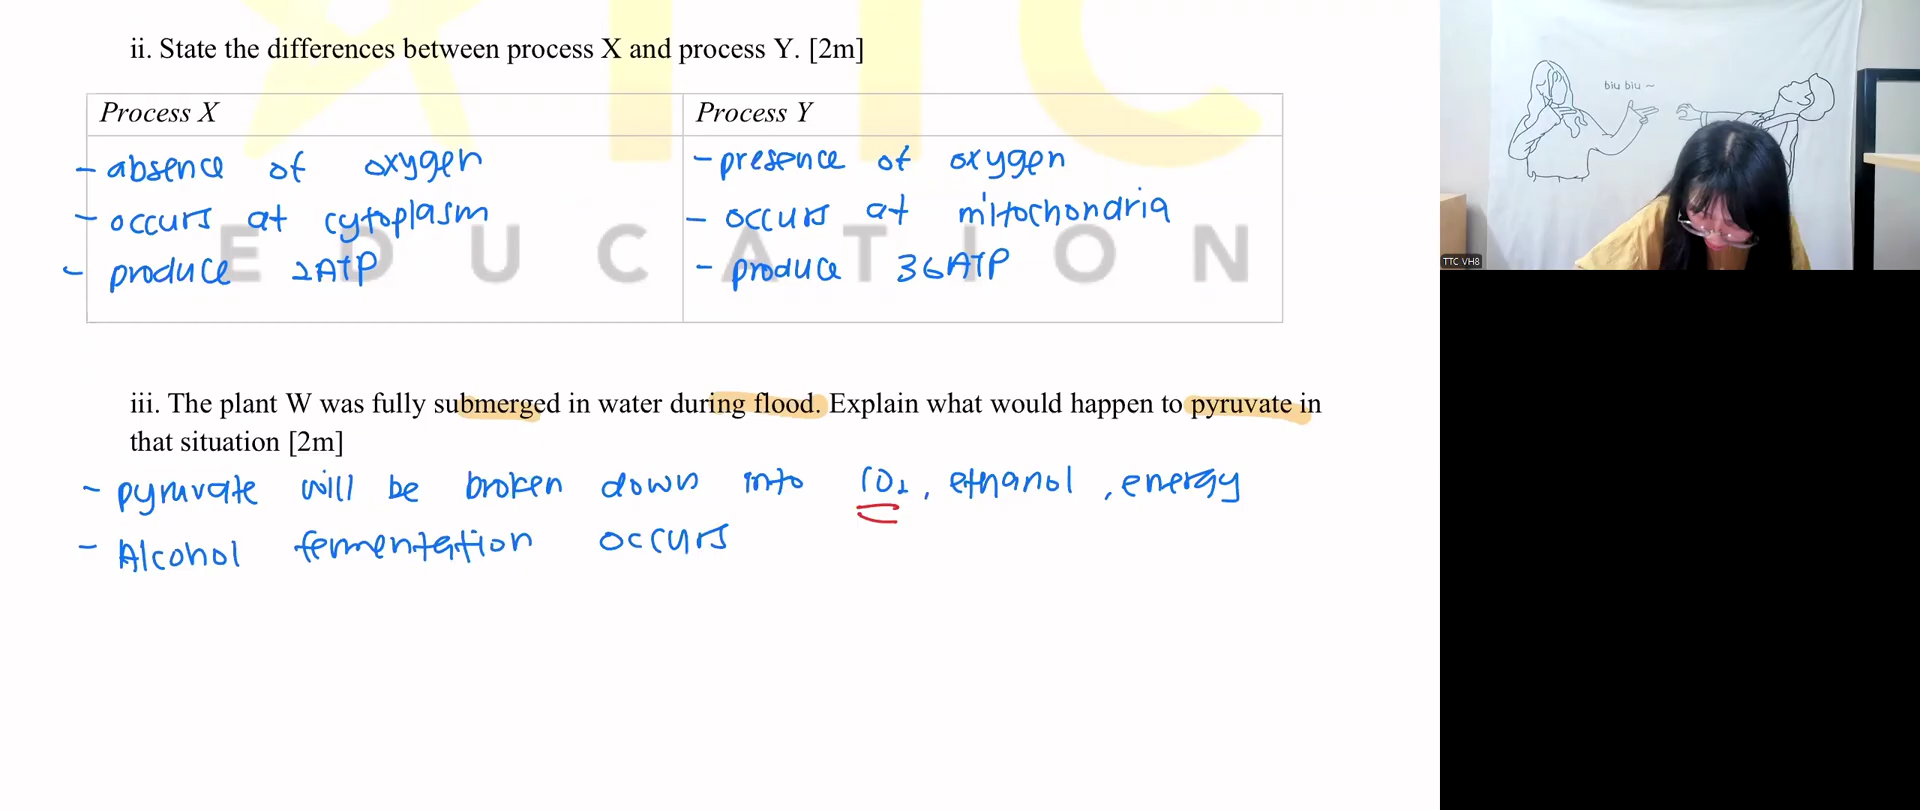 ii. State the differences between process X and process Y. [2m]
Process X
Process Y
- absence of oxygen
- presence of oxygen
- occurs at cytoplasm
- occurs at mitochondria
- produce 2ATP
- produce 36ATP
EDUCATION
iii. The plant W was fully submerged in water during flood. Explain what would happen to pyruvate in
that situation [2m]
- pyruvate will be broken down into CO₂, ethanol, energy
- Alcohol fermentation occurs
biu biu ~
TTC VH8